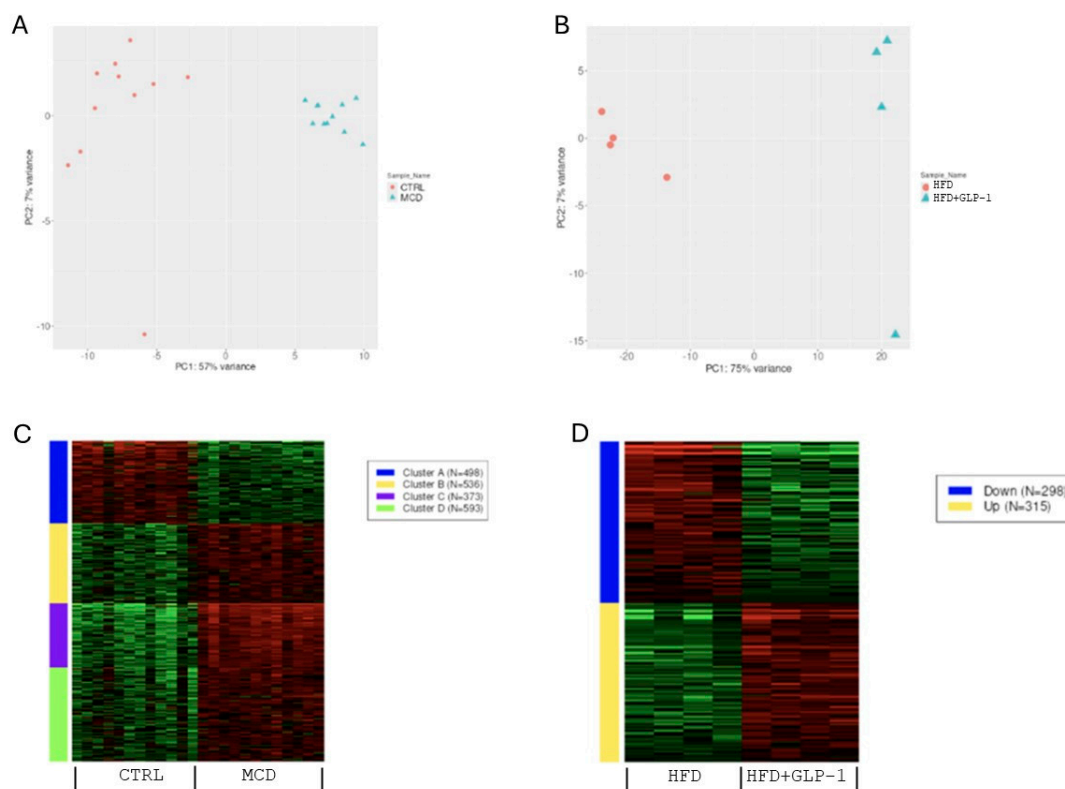 A
0
-5
-10
-10
-5
0
5
10
PC1: 57% variance
PC2: 7% variance
Sample_Name
CTRL
MCD
B
5
0
-5
-10
-15
-20
-10
0
10
20
PC1: 75% variance
PC2: 7% variance
Sample_Name
HFD
HFD+GLP-1
C
Cluster A (N=498)
Cluster B (N=536)
Cluster C (N=373)
Cluster D (N=593)
CTRL
MCD
D
Down (N=298)
Up (N=315)
HFD
HFD+GLP-1